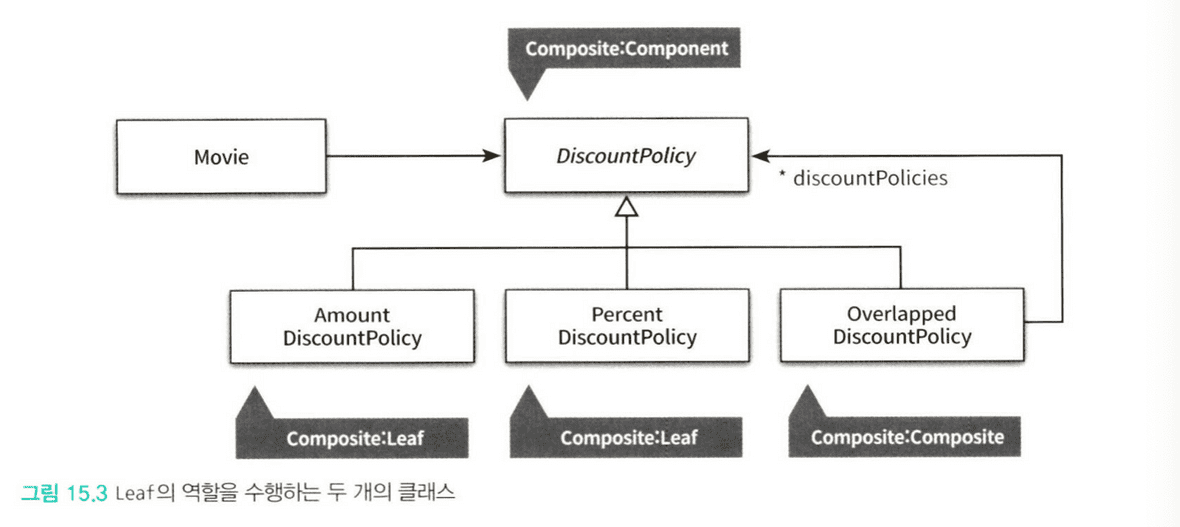 Composite:Component
Movie
DiscountPolicy
* discountPolicies
Amount
DiscountPolicy
Percent
DiscountPolicy
Overlapped
DiscountPolicy
Composite:Leaf
Composite:Leaf
Composite:Composite
그림 15.3 Leaf의 역할을 수행하는 두 개의 클래스